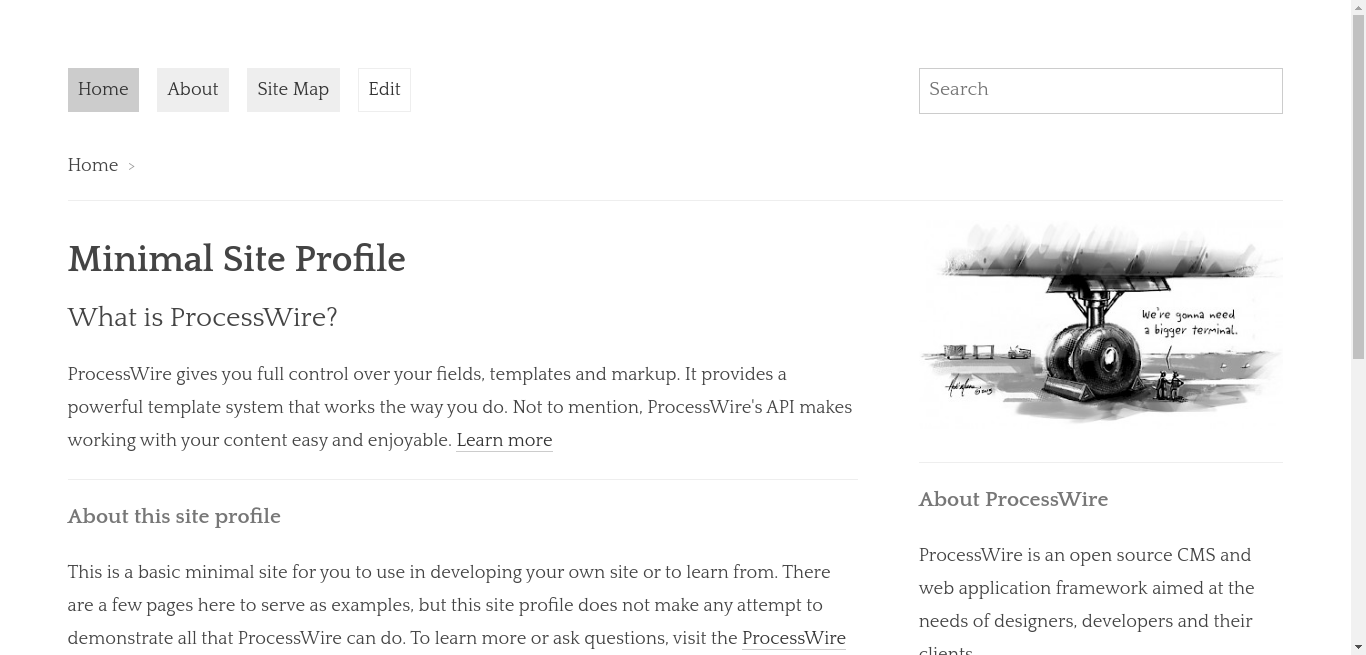 Home About Site Map Edit
Search
Home >
Minimal Site Profile
What is ProcessWire?
ProcessWire gives you full control over your fields, templates and markup. It provides a
powerful template system that works the way you do. Not to mention, ProcessWire's API makes
working with your content easy and enjoyable. Learn more
About this site profile
This is a basic minimal site for you to use in developing your own site or to learn from. There
are a few pages here to serve as examples, but this site profile does not make any attempt to
demonstrate all that ProcessWire can do. To learn more or ask questions, visit the ProcessWire
We're gonna need
a bigger terminal.
©2013
About ProcessWire
ProcessWire is an open source CMS and
web application framework aimed at the
needs of designers, developers and their
clients